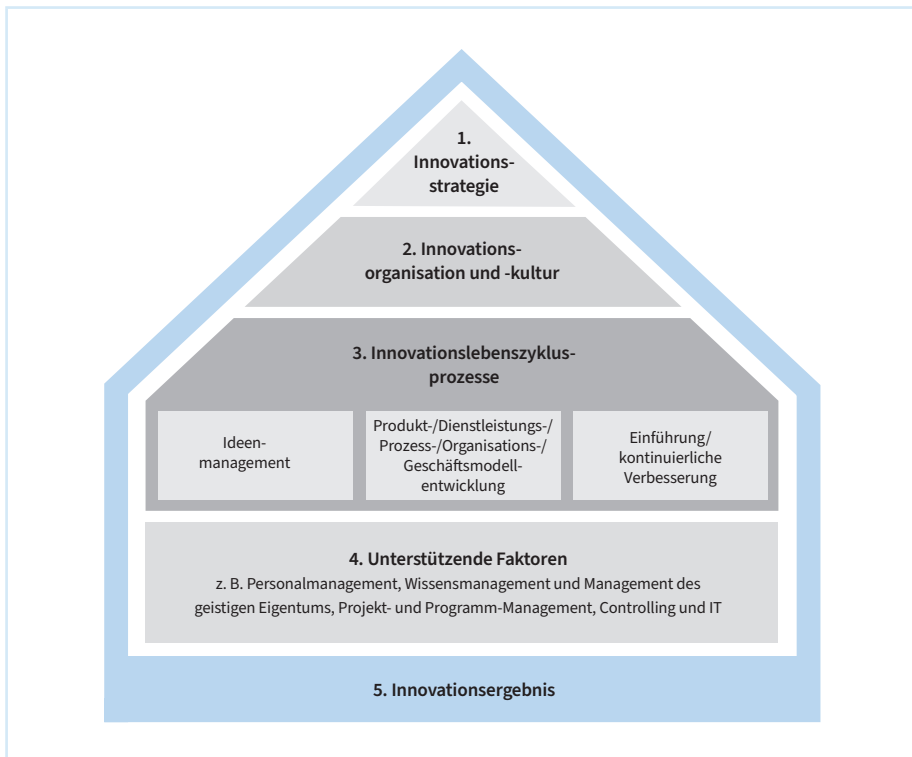 1.
Innovations-
strategie
2. Innovations-
organisation und -kultur
3. Innovationslebenszyklus-
prozesse
Ideen-
management
Produkt-/Dienstleistungs-/
Prozess-/Organisations-/
Geschäftsmodell-
entwicklung
Einführung/
kontinuierliche
Verbesserung
4. Unterstützende Faktoren
z. B. Personalmanagement, Wissensmanagement und Management des
geistigen Eigentums, Projekt- und Programm-Management, Controlling und IT
5. Innovationsergebnis